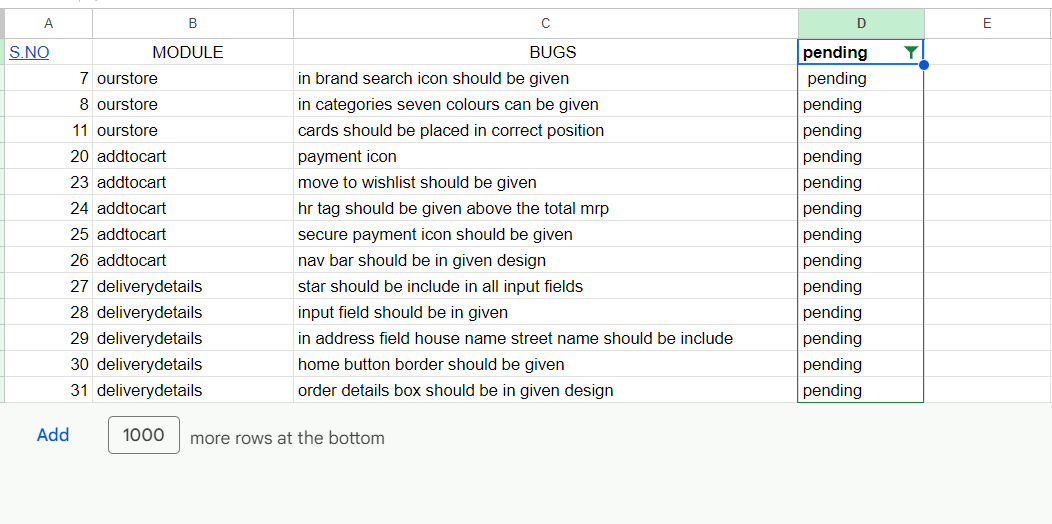 A B C D E
S.NO MODULE BUGS pending
7 ourstore in brand search icon should be given pending
8 ourstore in categories seven colours can be given pending
11 ourstore cards should be placed in correct position pending
20 addtocart payment icon pending
23 addtocart move to wishlist should be given pending
24 addtocart hr tag should be given above the total mrp pending
25 addtocart secure payment icon should be given pending
26 addtocart nav bar should be in given design pending
27 deliverydetails star should be include in all input fields pending
28 deliverydetails input field should be in given pending
29 deliverydetails in address field house name street name should be include pending
30 deliverydetails home button border should be given pending
31 deliverydetails order details box should be in given design pending
Add 1000 more rows at the bottom